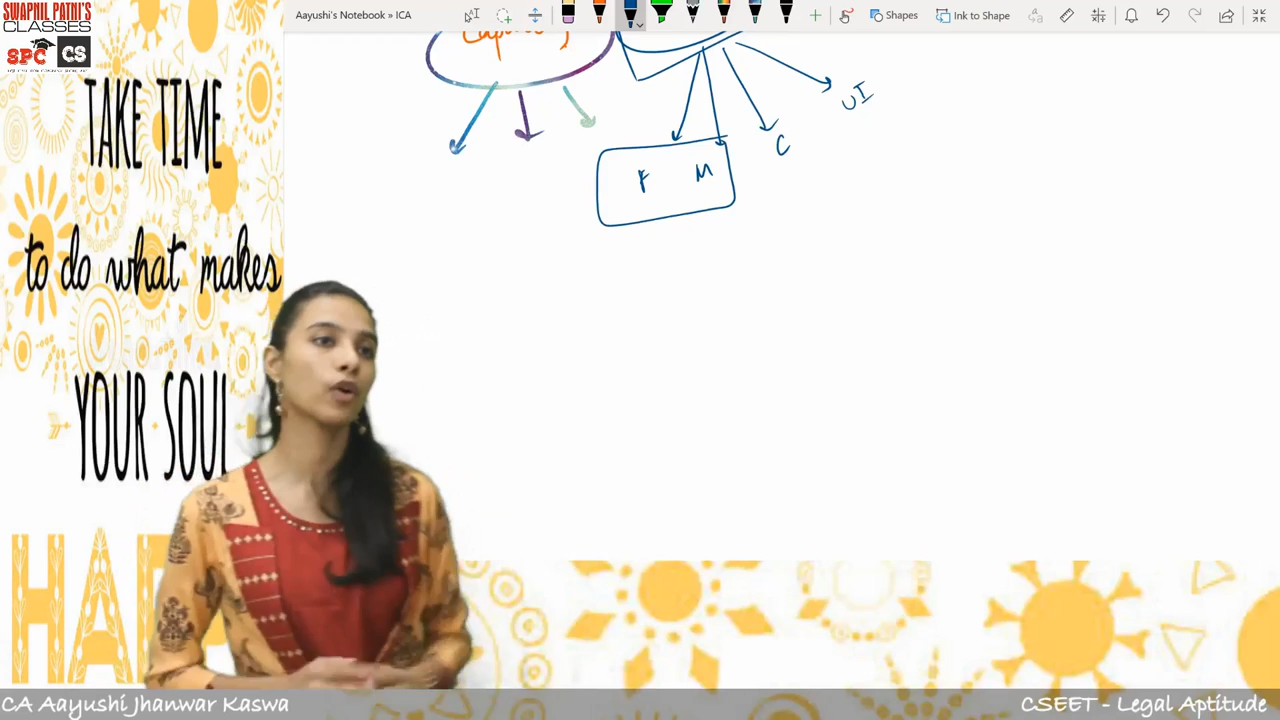 SWAPNIL PATNI'S
CLASSES
SPC CS
Aayushi's Notebook » ICA
Shapes
Ink to Shape
UI
C
F M
TAKE TIME
to do what makes
YOUR SOUL
HAP
CA Aayushi Jhanwar Kaswa
CSEET - Legal Aptitude